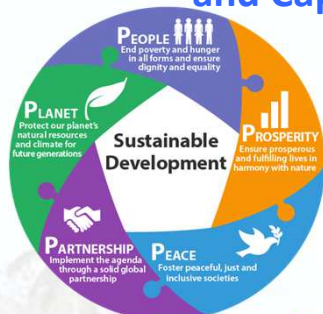 and Cap
PEOPLE
End poverty and hunger
in all forms and ensure
dignity and equality
PROSPERITY
Ensure prosperous
and fulfilling lives in
harmony with nature
PEACE
Foster peaceful, just and
inclusive societies
PARTNERSHIP
Implement the agenda
through a solid global
partnership
PLANET
Protect our planet's
natural resources
and climate for
future generations
Sustainable
Development